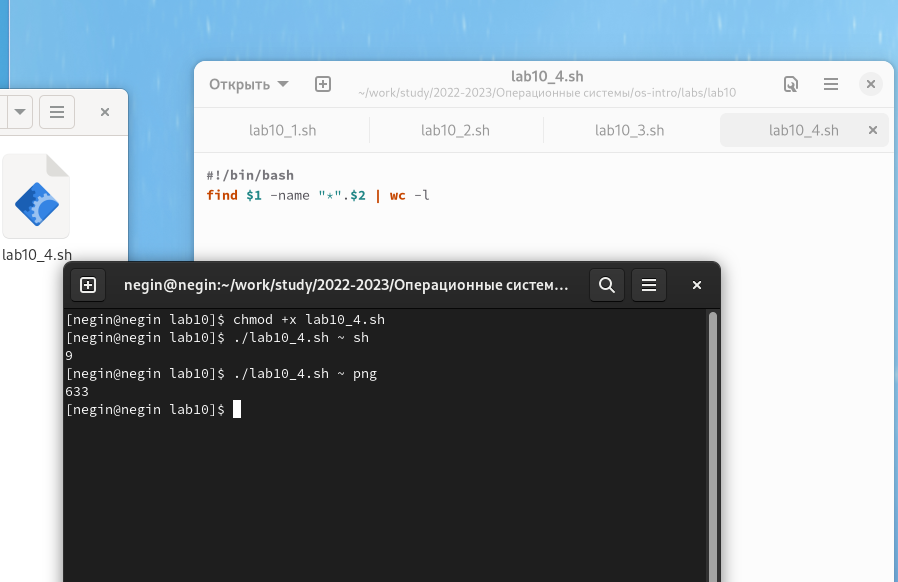 Открыть
lab10_4.sh
~/work/study/2022-2023/Операционные системы/os-intro/labs/lab10
lab10_1.sh
lab10_2.sh
lab10_3.sh
lab10_4.sh
#!/bin/bash
find $1 -name "*".$2 | wc -l
lab10_4.sh
negin@negin:~/work/study/2022-2023/Операционные систем…
[negin@negin lab10]$ chmod +x lab10_4.sh
[negin@negin lab10]$ ./lab10_4.sh ~ sh
9
[negin@negin lab10]$ ./lab10_4.sh ~ png
633
[negin@negin lab10]$